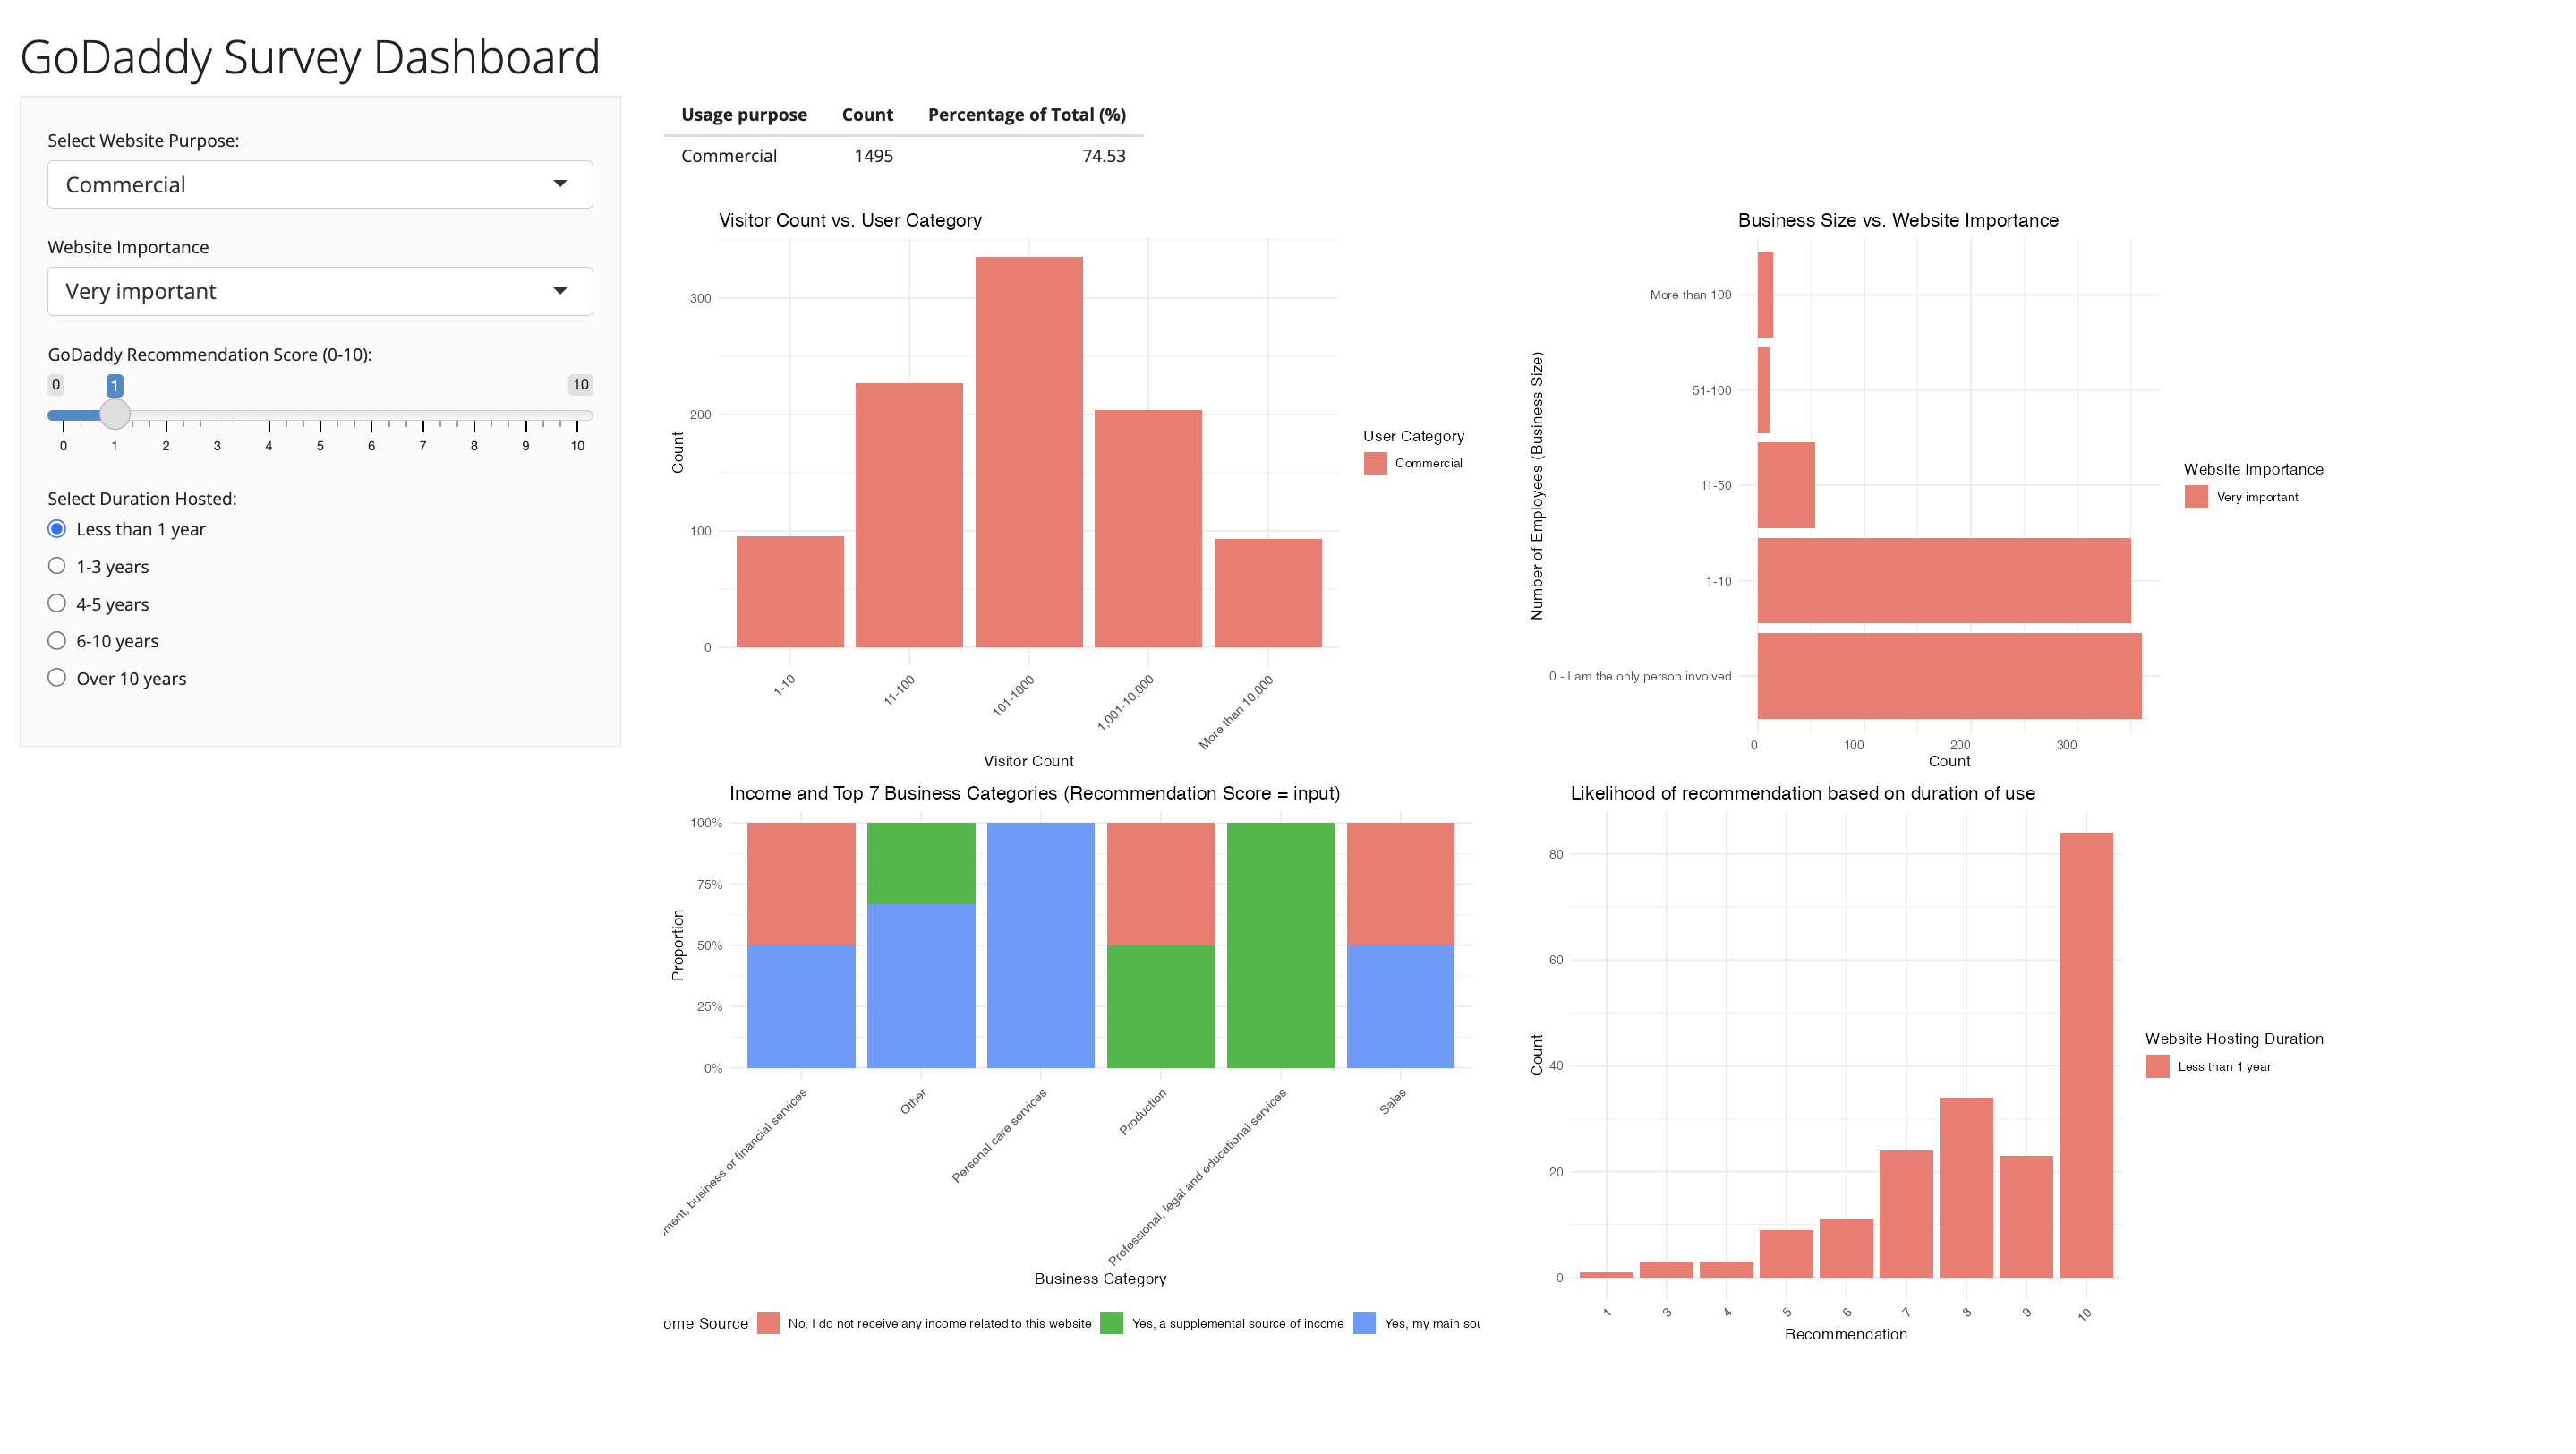 GoDaddy Survey Dashboard
Select Website Purpose:
Commercial
Website Importance
Very important
GoDaddy Recommendation Score (0-10):
0 1 10
0 1 2 3 4 5 6 7 8 9 10
Select Duration Hosted:
Less than 1 year
1-3 years
4-5 years
6-10 years
Over 10 years
Usage purpose Count Percentage of Total (%)
Commercial 1495 74.53
Visitor Count vs. User Category
Count
300
200
100
0
1-10
11-100
101-1000
1,001-10,000
More than 10,000
Visitor Count
User Category
Commercial
Business Size vs. Website Importance
Number of Employees (Business Size)
More than 100
51-100
11-50
1-10
0 - I am the only person involved
0 100 200 300
Count
Website Importance
Very important
Income and Top 7 Business Categories (Recommendation Score = input)
Proportion
100%
75%
50%
25%
0%
business or financial services
Other
Personal care services
Production
Professional, legal and educational services
Sales
Business Category
Source
No, I do not receive any income related to this website
Yes, a supplemental source of income
Yes, my main
Likelihood of recommendation based on duration of use
Count
80
60
40
20
0
1 3 4 5 6 7 8 9 10
Recommendation
Website Hosting Duration
Less than 1 year